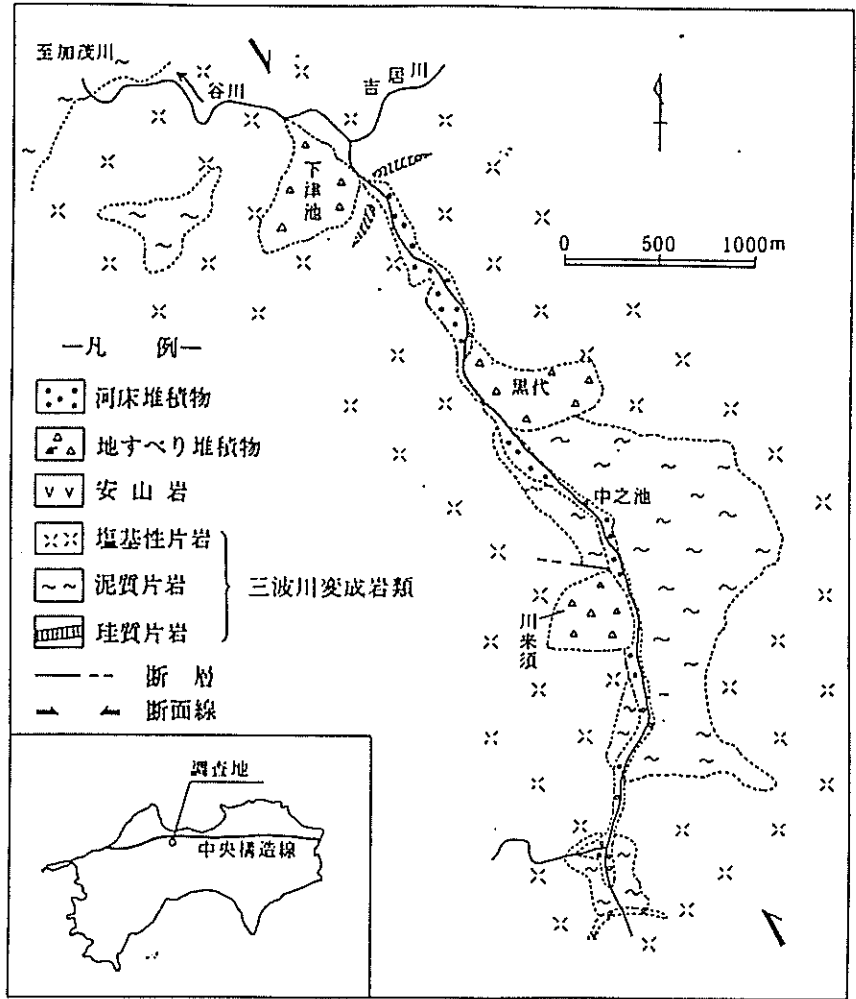 至加茂川
谷川
吉居川
下津池
0 500 1000m
黒代
中之池
川来須
―凡 例―
河床堆積物
地すべり堆積物
安山岩
塩基性片岩
泥質片岩
珪質片岩
三波川変成岩類
断層
断面線
調査地
中央構造線